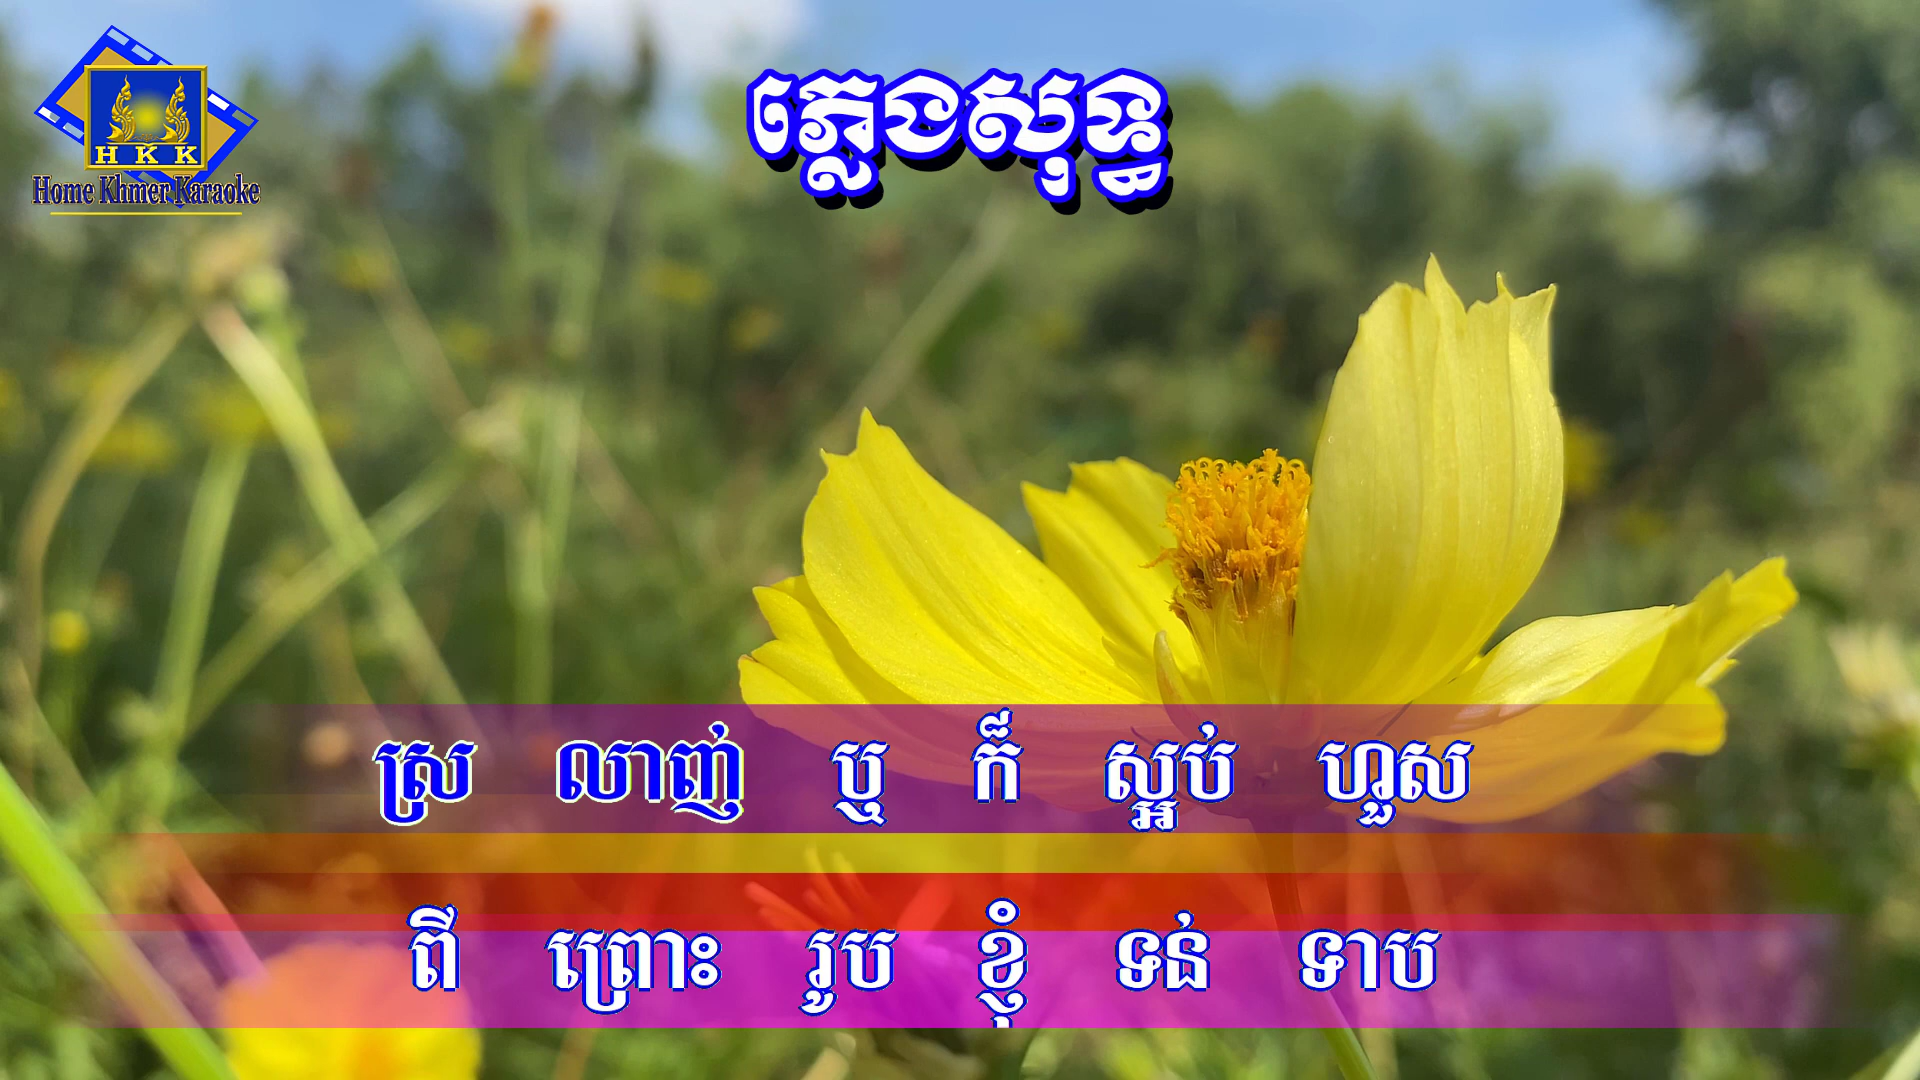 HKK
Home Khmer Karaoke
ភ្លេងសុទ្ធ
ស្រ លាញ់ ឬ ក៏ ស្អប់ ហួស
ពី ព្រោះ រូប ខ្ញុំ ទន់ ទាប